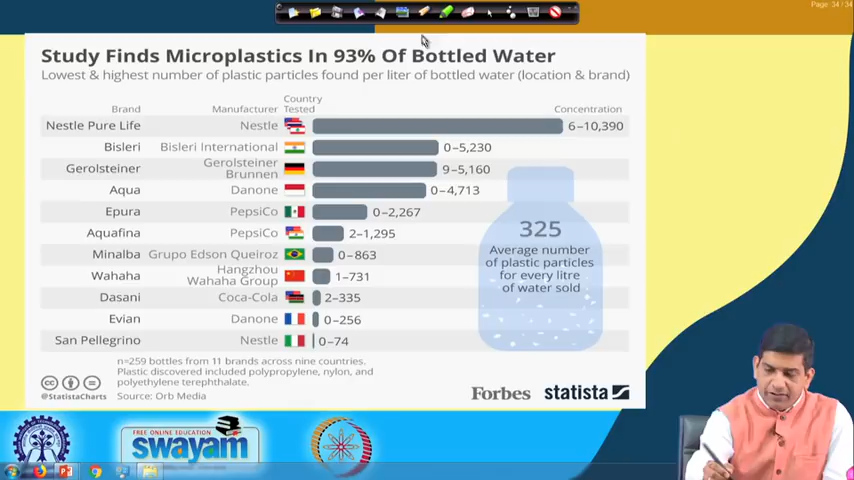 Page: 34 / 34
Study Finds Microplastics In 93% Of Bottled Water
Lowest & highest number of plastic particles found per liter of bottled water (location & brand)
Brand Manufacturer Country Tested Concentration
Nestle Pure Life Nestle 6–10,390
Bisleri Bisleri International 0–5,230
Gerolsteiner Gerolsteiner Brunnen 9–5,160
Aqua Danone 0–4,713
Epura PepsiCo 0–2,267
Aquafina PepsiCo 2–1,295
Minalba Grupo Edson Queiroz 0–863
Wahaha Hangzhou Wahaha Group 1–731
Dasani Coca-Cola 2–335
Evian Danone 0–256
San Pellegrino Nestle 0–74
325
Average number
of plastic particles
for every litre
of water sold
n=259 bottles from 11 brands across nine countries.
Plastic discovered included polypropylene, nylon, and
polyethylene terephthalate.
@StatistaCharts Source: Orb Media
Forbes statista
FREE ONLINE EDUCATION
swayam